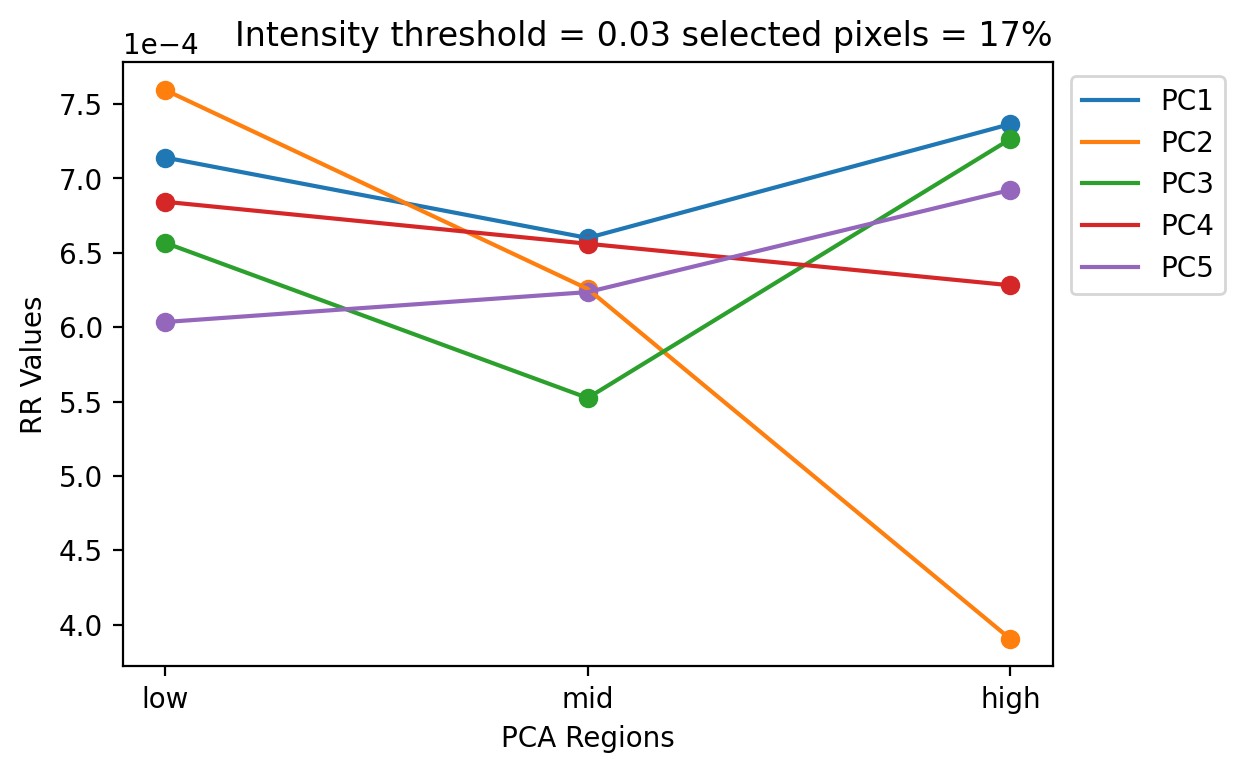 Intensity threshold = 0.03 selected pixels = 17%
1e−4
7.5
7.0
6.5
6.0
5.5
5.0
4.5
4.0
RR Values
low mid high
PCA Regions
PC1
PC2
PC3
PC4
PC5